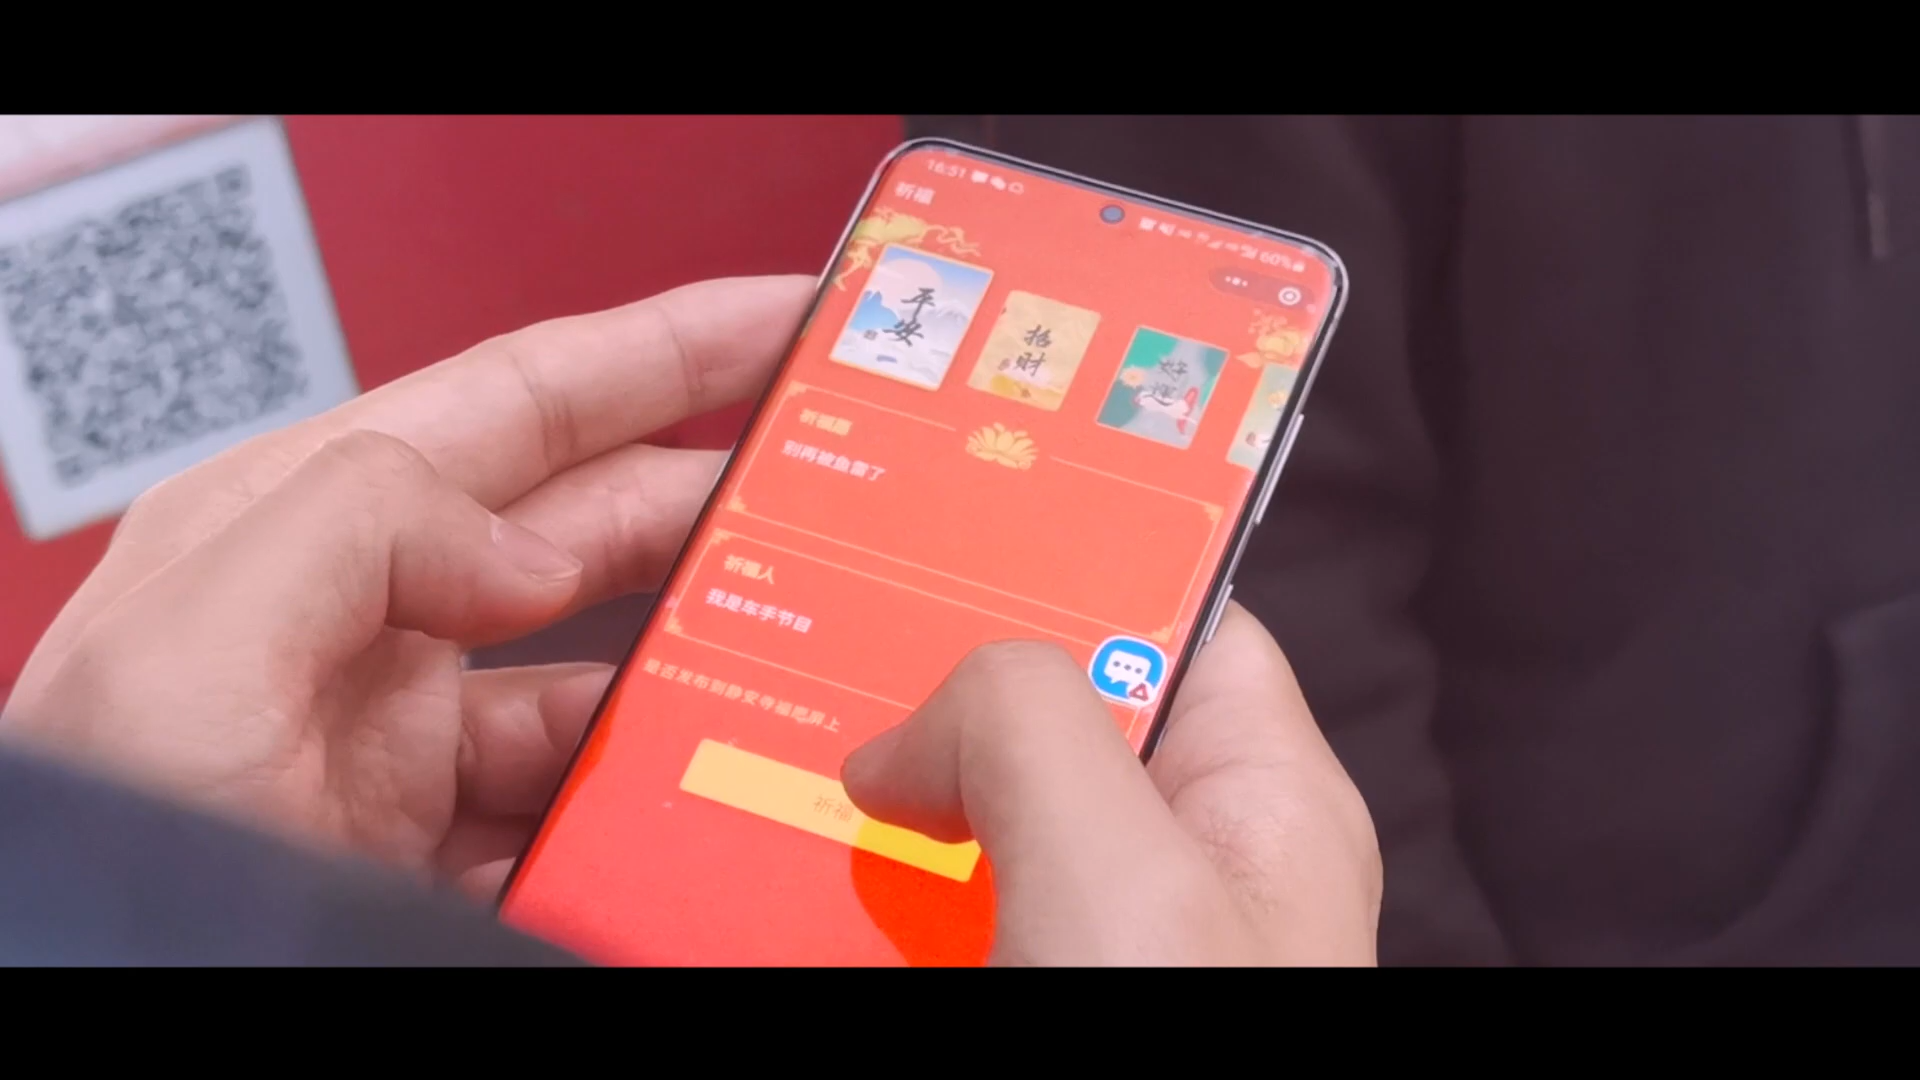 16:51
60%
祈福
平安
招财
好运
祈福愿
别再被鱼雷了
祈福人
我是车手节目
是否发布到静安寺福愿屏上
祈福